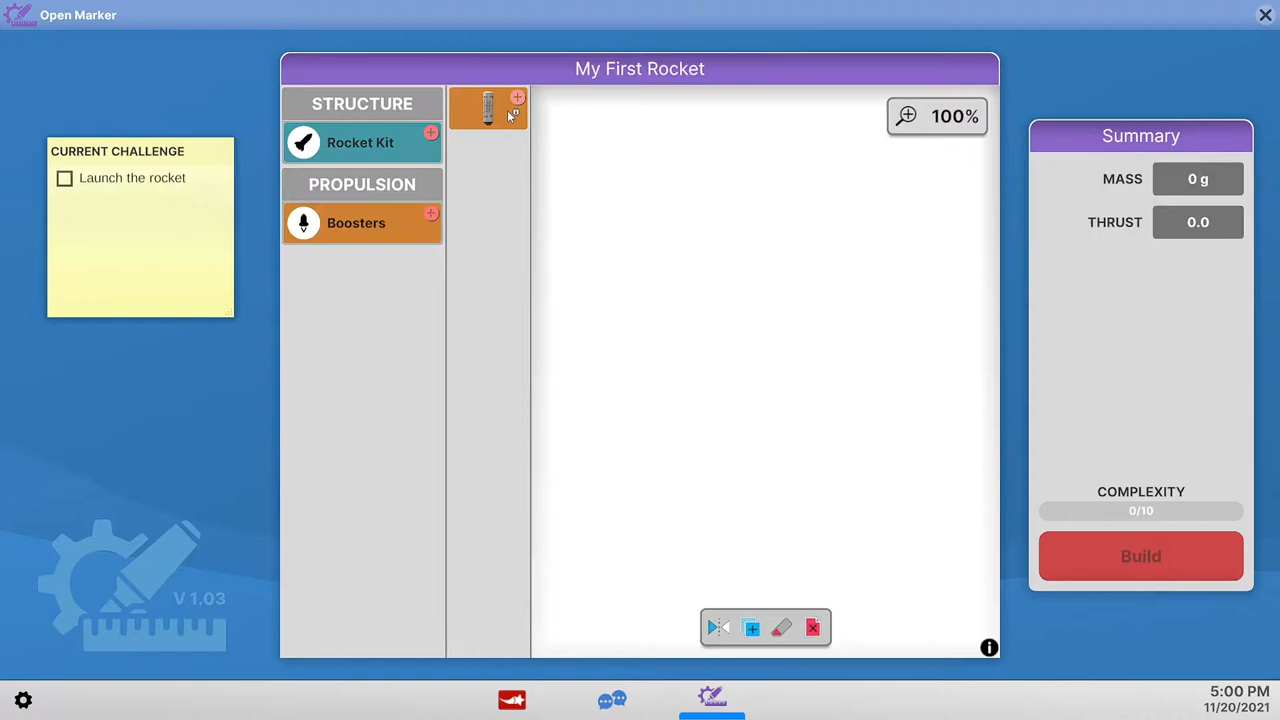 Open Marker
My First Rocket
CURRENT CHALLENGE
Launch the rocket
STRUCTURE
Rocket Kit
PROPULSION
Boosters
100%
Summary
MASS 0 g
THRUST 0.0
COMPLEXITY
0/10
Build
V 1.03
5:00 PM
11/20/2021